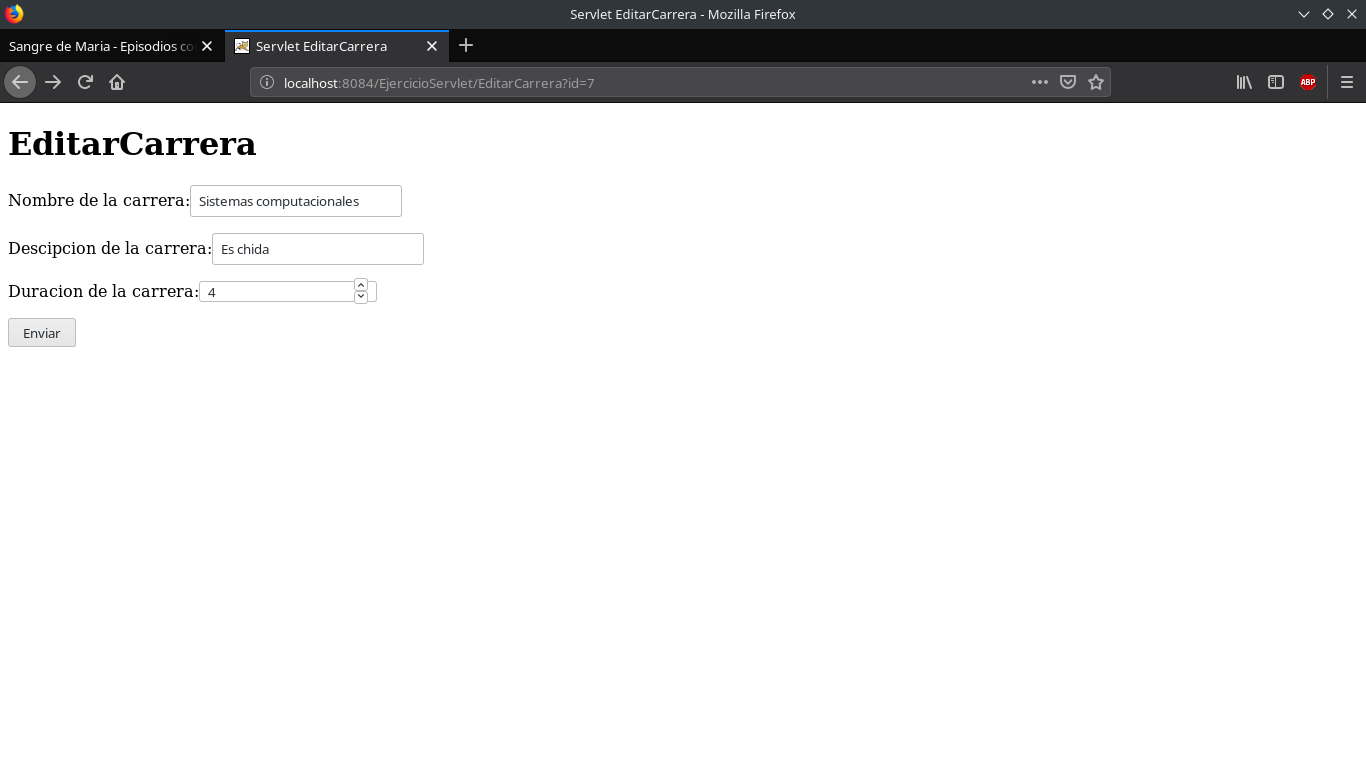 Servlet EditarCarrera - Mozilla Firefox
Sangre de Maria - Episodios co
Servlet EditarCarrera
localhost:8084/EjercicioServlet/EditarCarrera?id=7
ABP
EditarCarrera
Nombre de la carrera: Sistemas computacionales
Descipcion de la carrera: Es chida
Duracion de la carrera: 4
Enviar